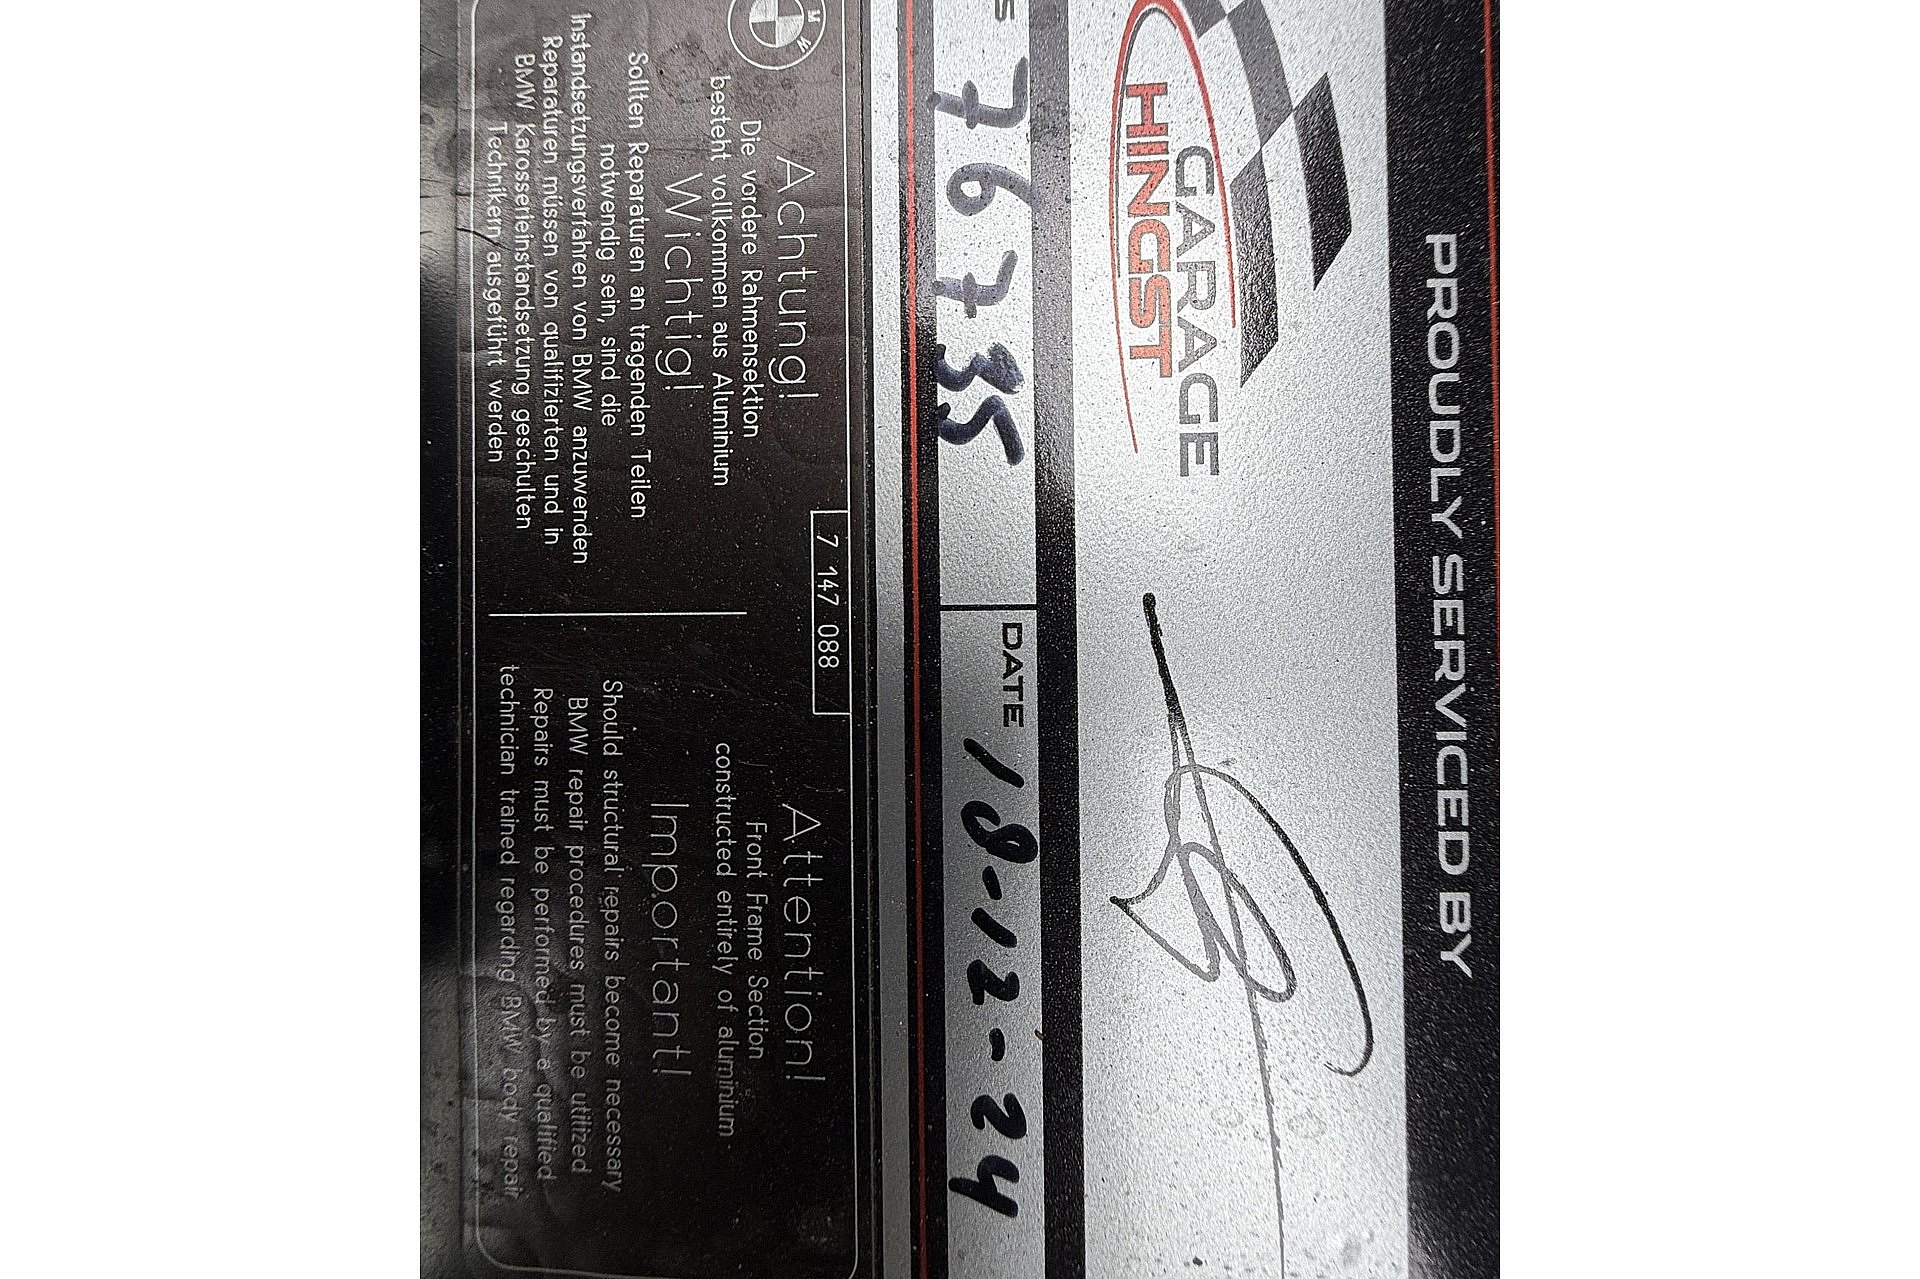 PROUDLY SERVICED BY
GARAGE
HINGST
S 76735
DATE 18-12-24
7 147 088
BMW
Achtung!
Die vordere Rahmensektion
besteht vollkommen aus Aluminium
Wichtig!
Sollten Reparaturen an tragenden Teilen
notwendig sein, sind die
Instandsetzungsverfahren von BMW anzuwenden
Reparaturen müssen von qualifizierten und in
BMW Karosserieinstandsetzung geschulten
Technikern ausgeführt werden
Attention!
Front Frame Section
constructed entirely of aluminium
Important!
Should structural repairs become necessary,
BMW repair procedures must be utilized
Repairs must be performed by a qualified
technician trained regarding BMW body repair